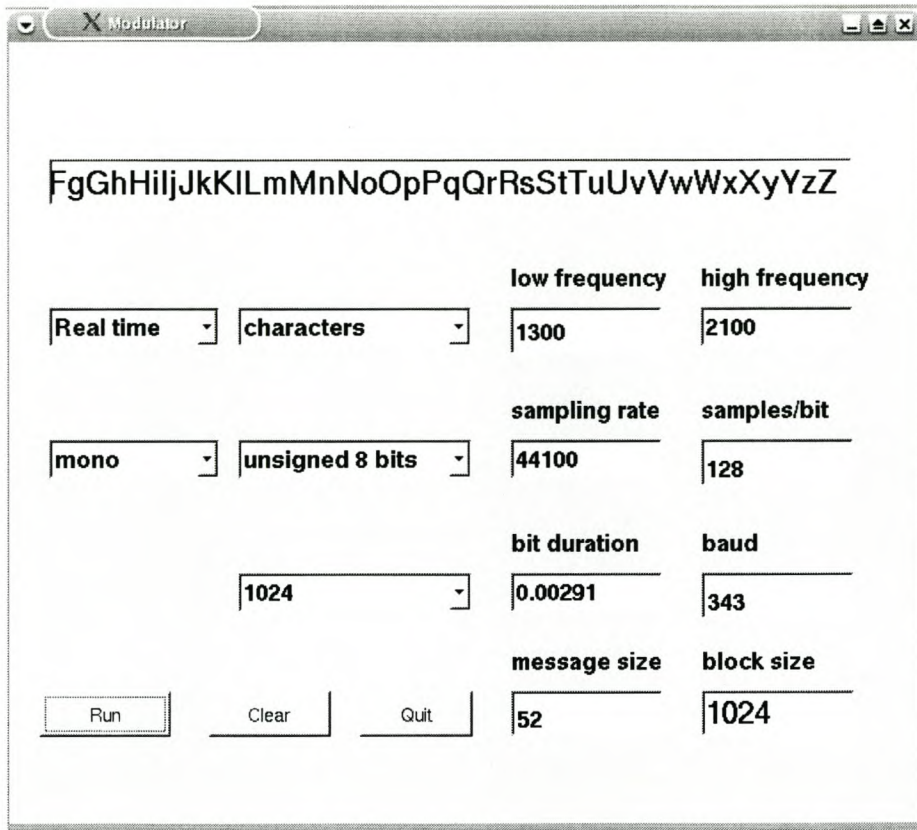 Modulator
FgGhHiIjJkKlLmMnNoOpPqQrRsStTuUvVwWxXyYzZ
low frequency high frequency
Real time characters 1300 2100
sampling rate samples/bit
mono unsigned 8 bits 44100 128
bit duration baud
1024 0.00291 343
message size block size
Run Clear Quit 52 1024